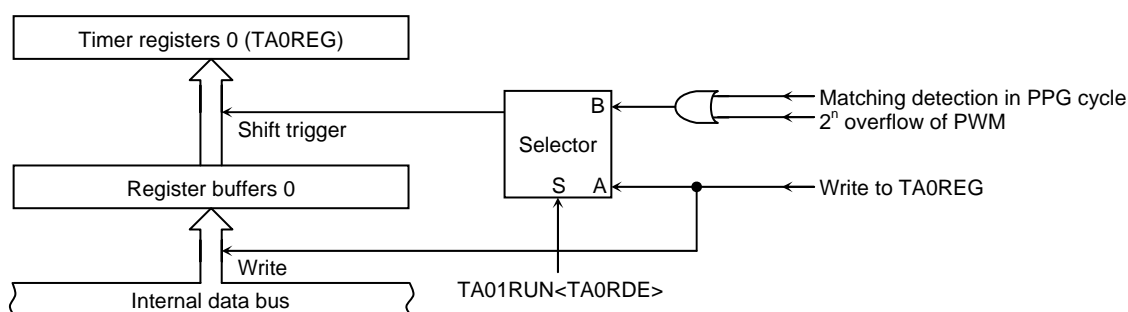 Timer registers 0 (TA0REG)
Shift trigger
B
Matching detection in PPG cycle
2ⁿ overflow of PWM
Selector
Register buffers 0
S A
Write to TA0REG
Write
TA01RUN<TA0RDE>
Internal data bus